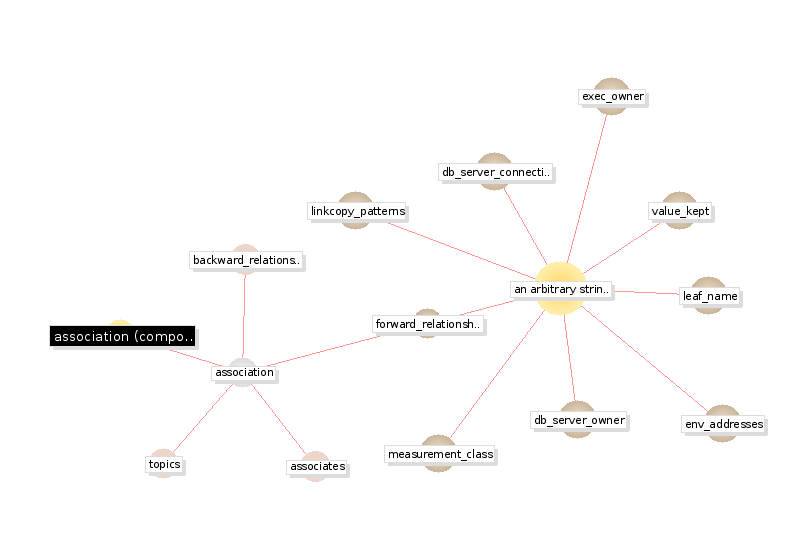 exec_owner
db_server_connecti..
linkcopy_patterns
value_kept
backward_relations..
an arbitrary strin..
leaf_name
forward_relationsh..
association (compo..
association
db_server_owner
env_addresses
measurement_class
topics
associates